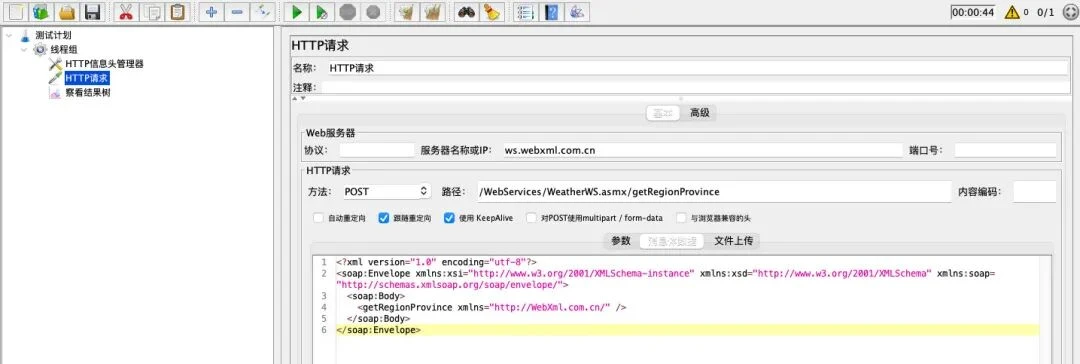 00:00:44 0 0/1
测试计划
线程组
HTTP信息头管理器
HTTP请求
察看结果树
HTTP请求
名称： HTTP请求
注释：
基本 高级
Web服务器
协议： 服务器名称或IP： ws.webxml.com.cn 端口号：
HTTP请求
方法： POST 路径： /WebServices/WeatherWS.asmx/getRegionProvince 内容编码：
自动重定向 跟随重定向 使用 KeepAlive 对POST使用multipart / form-data 与浏览器兼容的头
参数 消息体数据 文件上传
1 <?xml version="1.0" encoding="utf-8"?>
2 <soap:Envelope xmlns:xsi="http://www.w3.org/2001/XMLSchema-instance" xmlns:xsd="http://www.w3.org/2001/XMLSchema" xmlns:soap=
"http://schemas.xmlsoap.org/soap/envelope/">
3 <soap:Body>
4 <getRegionProvince xmlns="http://WebXml.com.cn/" />
5 </soap:Body>
6 </soap:Envelope>